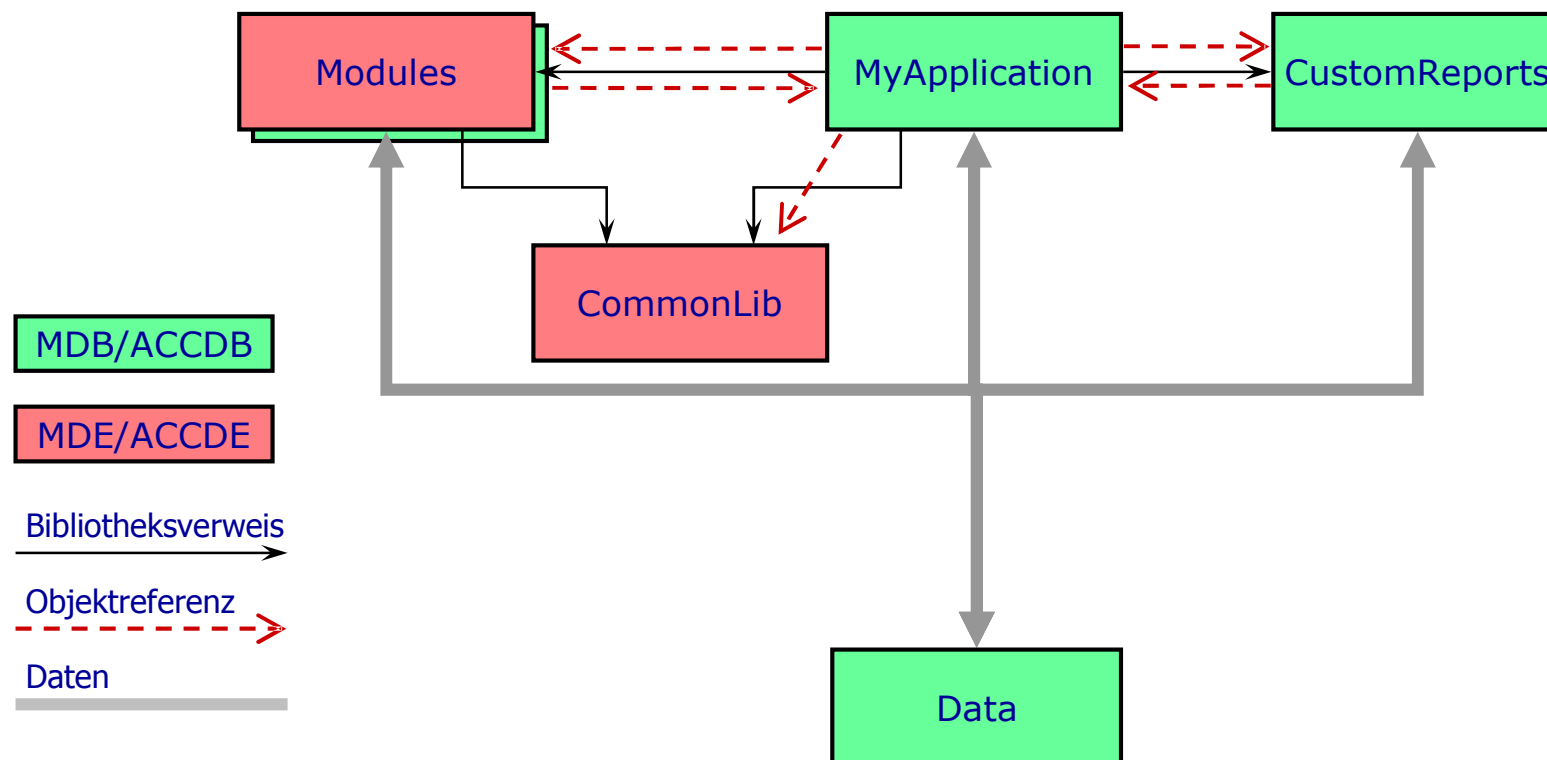 Modules
MyApplication
CustomReports
CommonLib
MDB/ACCDB
MDE/ACCDE
Bibliotheksverweis
Objektreferenz
Daten
Data